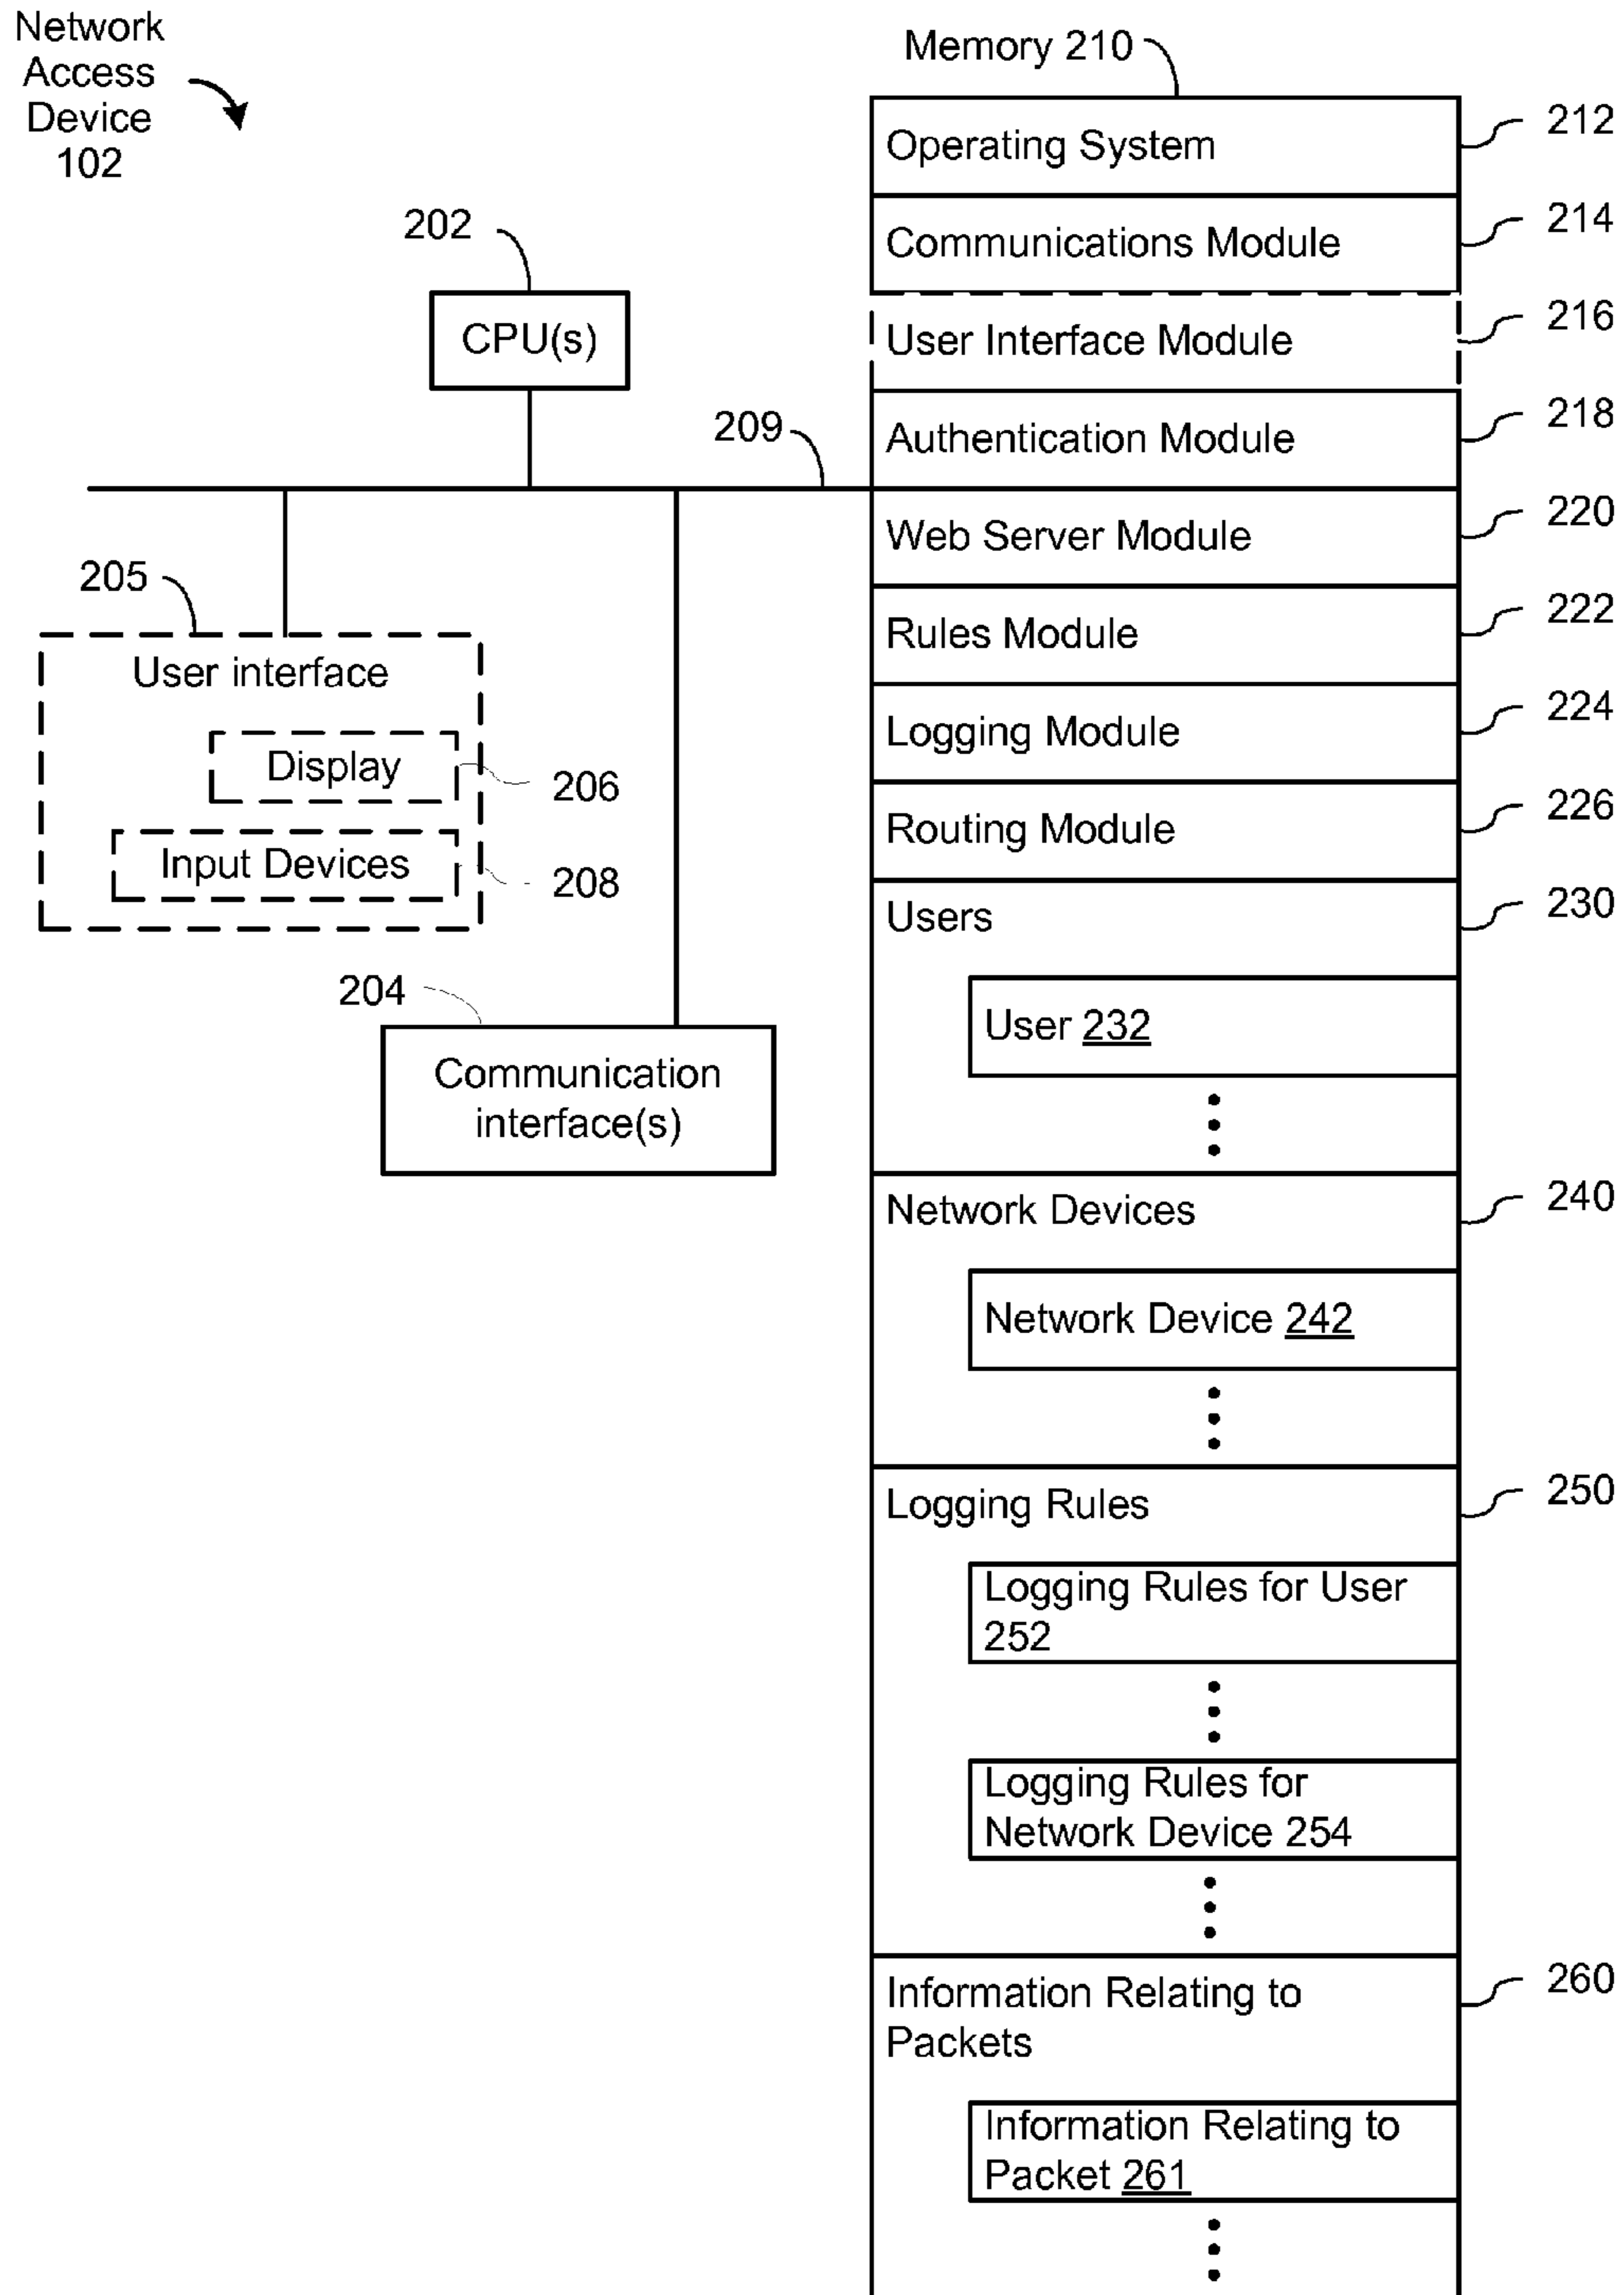 Network
Access
Device
102
Memory 210
Operating System
212
Communications Module
214
202
CPU(s)
User Interface Module
216
209
Authentication Module
218
Web Server Module
220
205
User interface
Display
206
Input Devices
208
Rules Module
222
Logging Module
224
Routing Module
226
Users
230
204
Communication
interface(s)
User 232
Network Devices
240
Network Device 242
Logging Rules
250
Logging Rules for User
252
Logging Rules for
Network Device 254
Information Relating to
Packets
260
Information Relating to
Packet 261